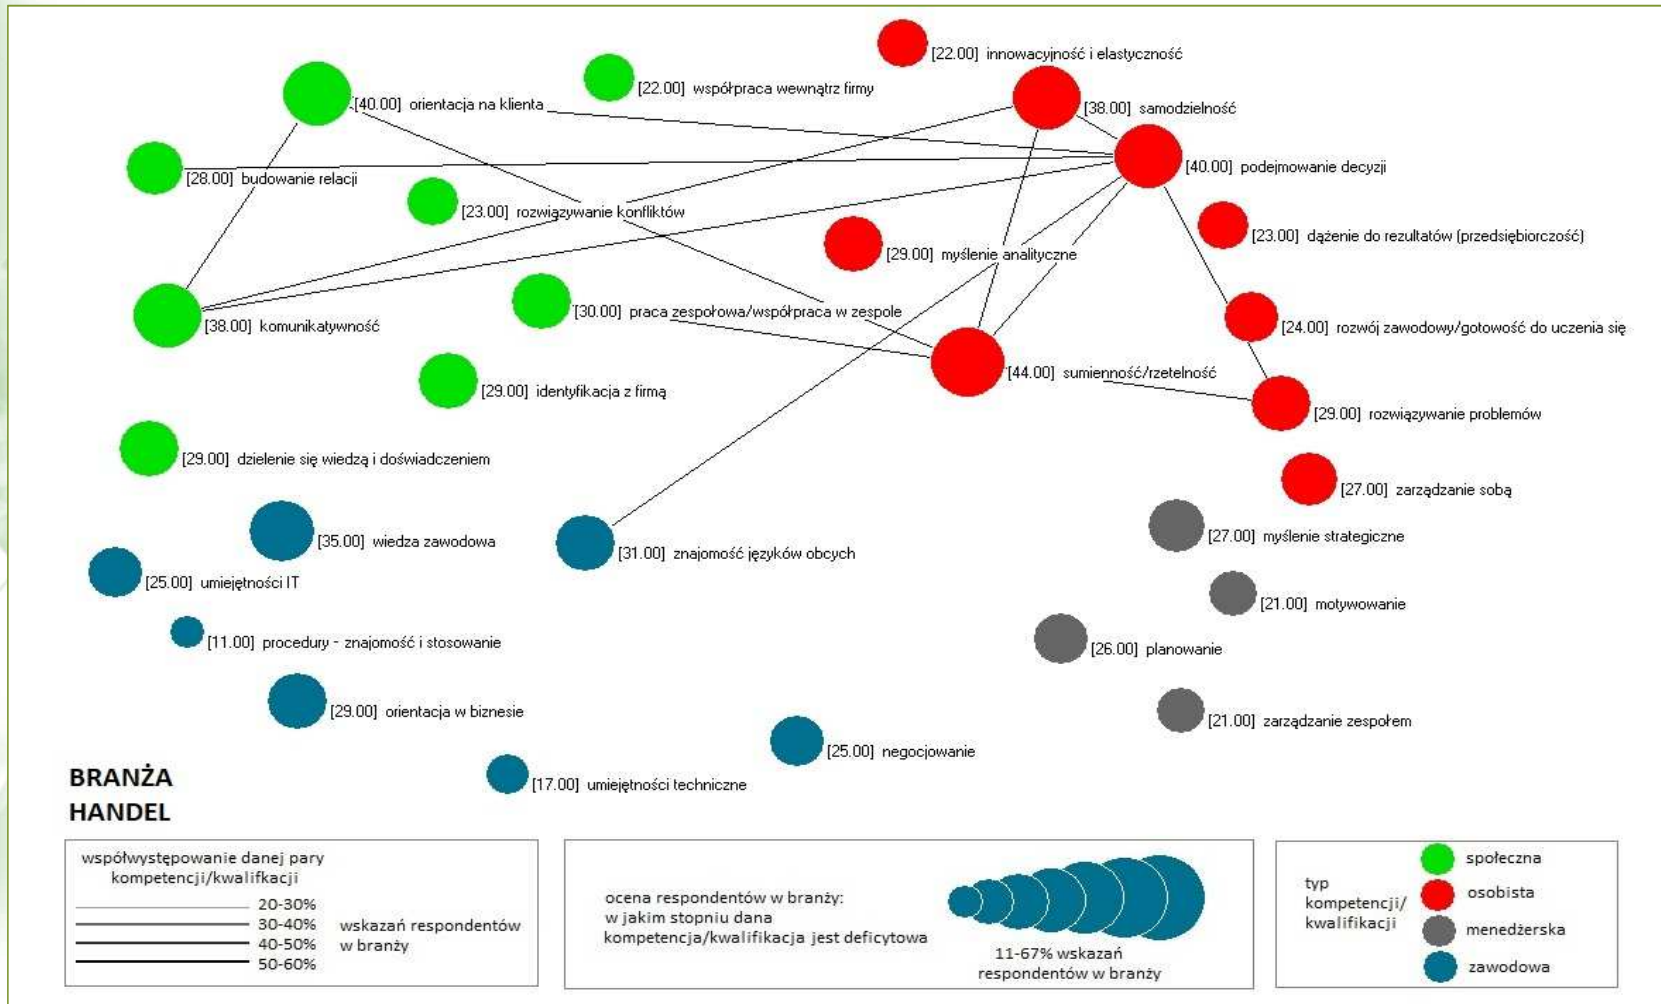 [22.00] innowacyjność i elastyczność
[22.00] współpraca wewnątrz firmy
[40.00] orientacja na klienta
[38.00] samodzielność
[28.00] budowanie relacji
[40.00] podejmowanie decyzji
[23.00] rozwiązywanie konfliktów
[23.00] dążenie do rezultatów (przedsiębiorczość)
[29.00] myślenie analityczne
[38.00] komunikatywność
[30.00] praca zespołowa/współpraca w zespole
[24.00] rozwój zawodowy/gotowość do uczenia się
[29.00] identyfikacja z firmą
[44.00] sumienność/rzetelność
[29.00] rozwiązywanie problemów
[29.00] dzielenie się wiedzą i doświadczeniem
[27.00] zarządzanie sobą
[35.00] wiedza zawodowa
[31.00] znajomość języków obcych
[27.00] myślenie strategiczne
[25.00] umiejętności IT
[21.00] motywowanie
[11.00] procedury - znajomość i stosowanie
[26.00] planowanie
[29.00] orientacja w biznesie
[21.00] zarządzanie zespołem
[25.00] negocjowanie
[17.00] umiejętności techniczne
BRANŻA
HANDEL
współwystępowanie danej pary
kompetencji/kwalifkacji
20-30%
30-40%
40-50%
50-60%
wskazań respondentów
w branży
ocena respondentów w branży:
w jakim stopniu dana
kompetencja/kwalifikacja jest deficytowa
11-67% wskazań
respondentów w branży
typ
kompetencji/
kwalifikacji
społeczna
osobista
menedżerska
zawodowa